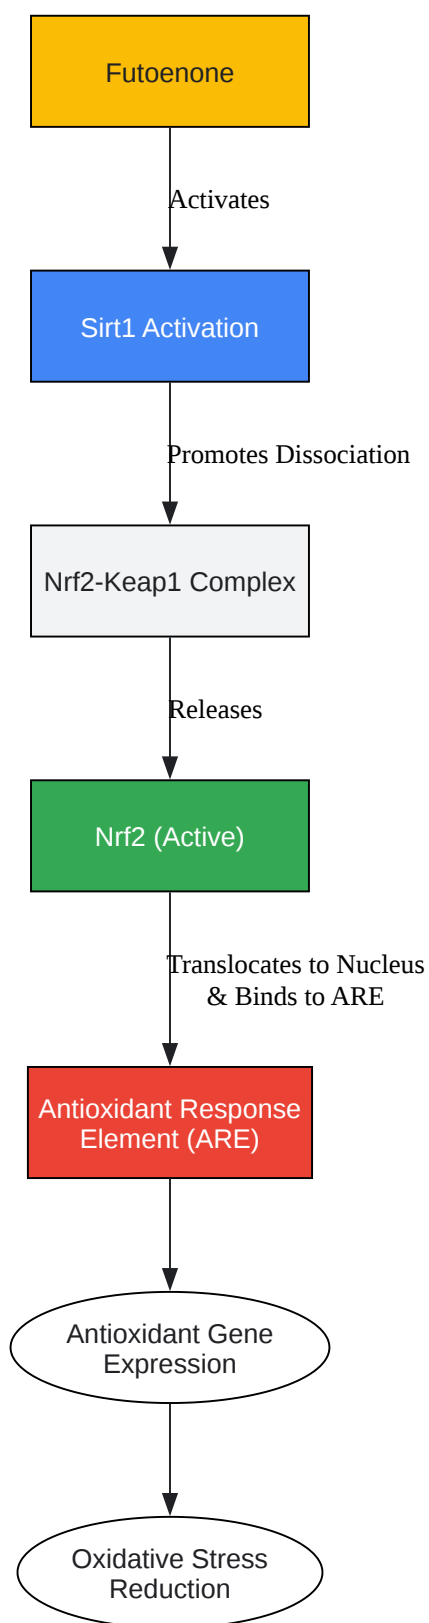 Futoenone
Activates
Sirt1 Activation
Promotes Dissociation
Nrf2-Keap1 Complex
Releases
Nrf2 (Active)
Translocates to Nucleus
& Binds to ARE
Antioxidant Response
Element (ARE)
Antioxidant Gene
Expression
Oxidative Stress
Reduction